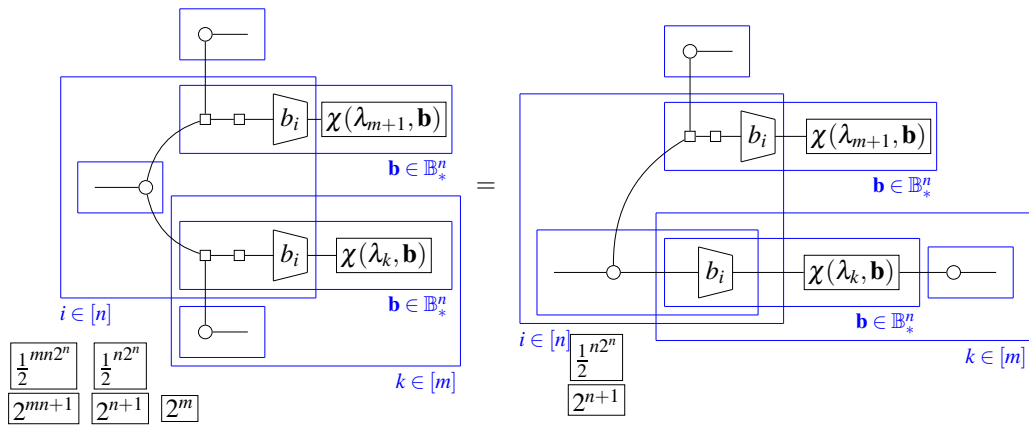 b_i χ(λ_{m+1}, **b**)
**b** ∈ 𝔹^n_*
b_i χ(λ_k, **b**)
**b** ∈ 𝔹^n_*
i ∈ [n]
k ∈ [m]
½^{mn2^n} ½^{n2^n}
2^{mn+1} 2^{n+1} 2^m
=
b_i χ(λ_{m+1}, **b**)
**b** ∈ 𝔹^n_*
b_i χ(λ_k, **b**)
**b** ∈ 𝔹^n_*
i ∈ [n]
k ∈ [m]
½^{n2^n}
2^{n+1}